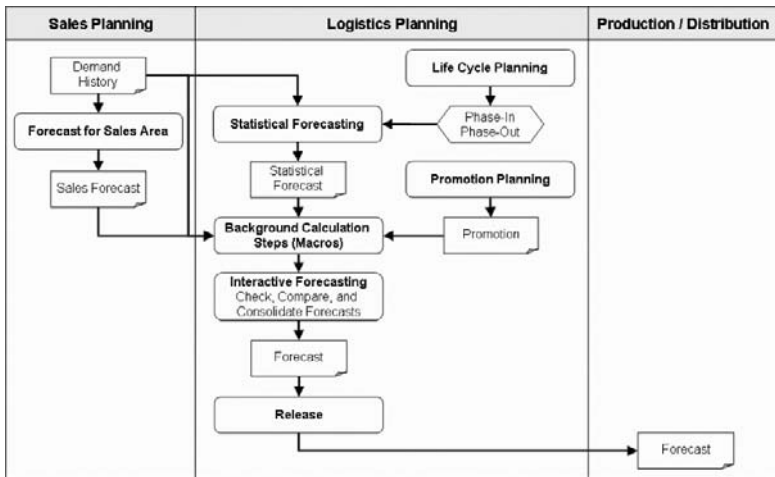 Sales Planning
Logistics Planning
Production / Distribution
Demand
History
Forecast for Sales Area
Sales Forecast
Life Cycle Planning
Statistical Forecasting
Phase-In
Phase-Out
Statistical
Forecast
Promotion Planning
Background Calculation
Steps (Macros)
Promotion
Interactive Forecasting
Check, Compare, and
Consolidate Forecasts
Forecast
Release
Forecast